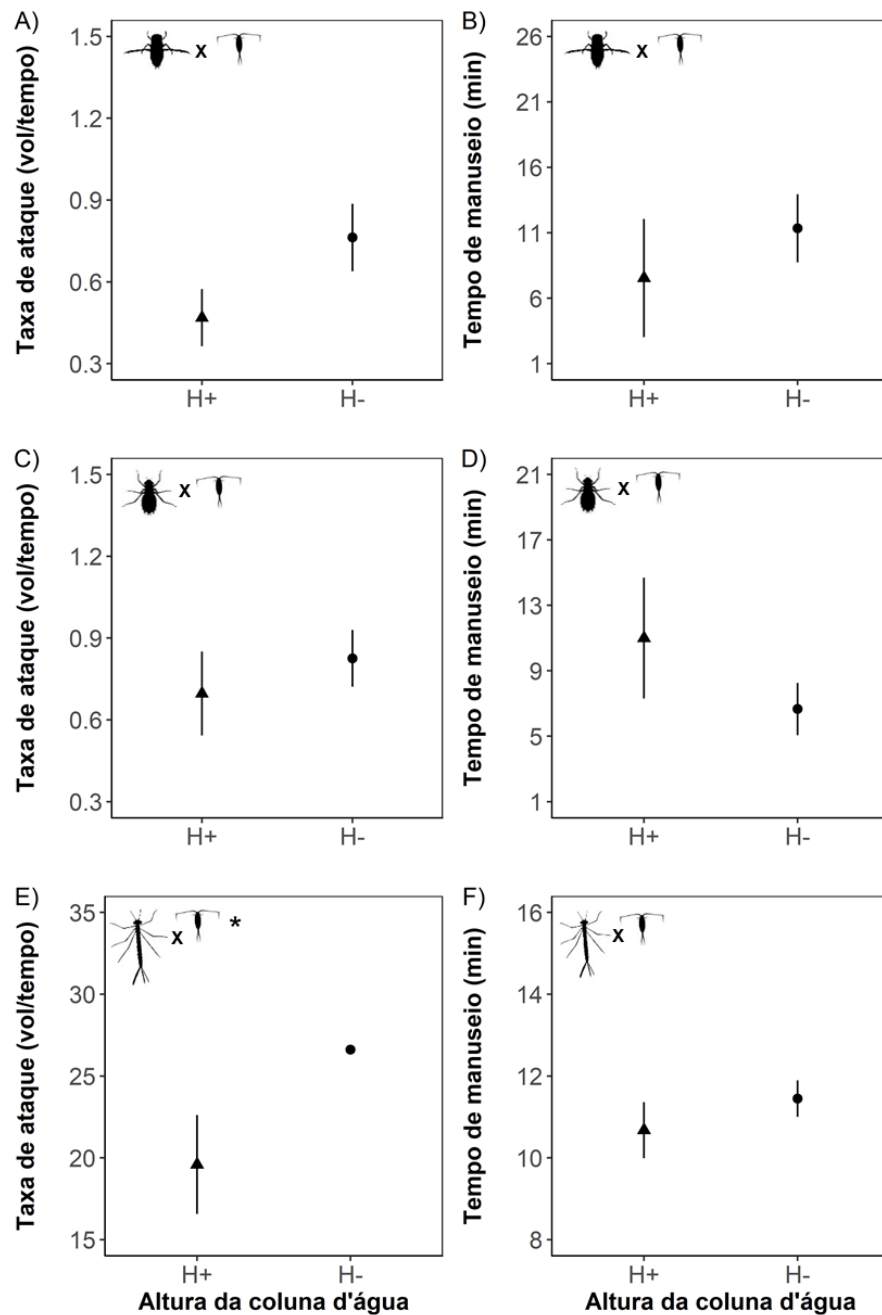 A)
Taxa de ataque (vol/tempo)
1.5
1.2
0.9
0.6
0.3
x
H+
H-
B)
Tempo de manuseio (min)
26
21
16
11
6
1
x
H+
H-
C)
Taxa de ataque (vol/tempo)
1.5
1.2
0.9
0.6
0.3
x
H+
H-
D)
Tempo de manuseio (min)
21
17
13
9
5
1
x
H+
H-
E)
Taxa de ataque (vol/tempo)
35
30
25
20
15
x
*
H+
H-
Altura da coluna d'água
F)
Tempo de manuseio (min)
16
14
12
10
8
x
H+
H-
Altura da coluna d'água